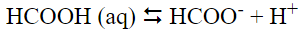 HCOOH (aq) ⇆ HCOO⁻ + H⁺